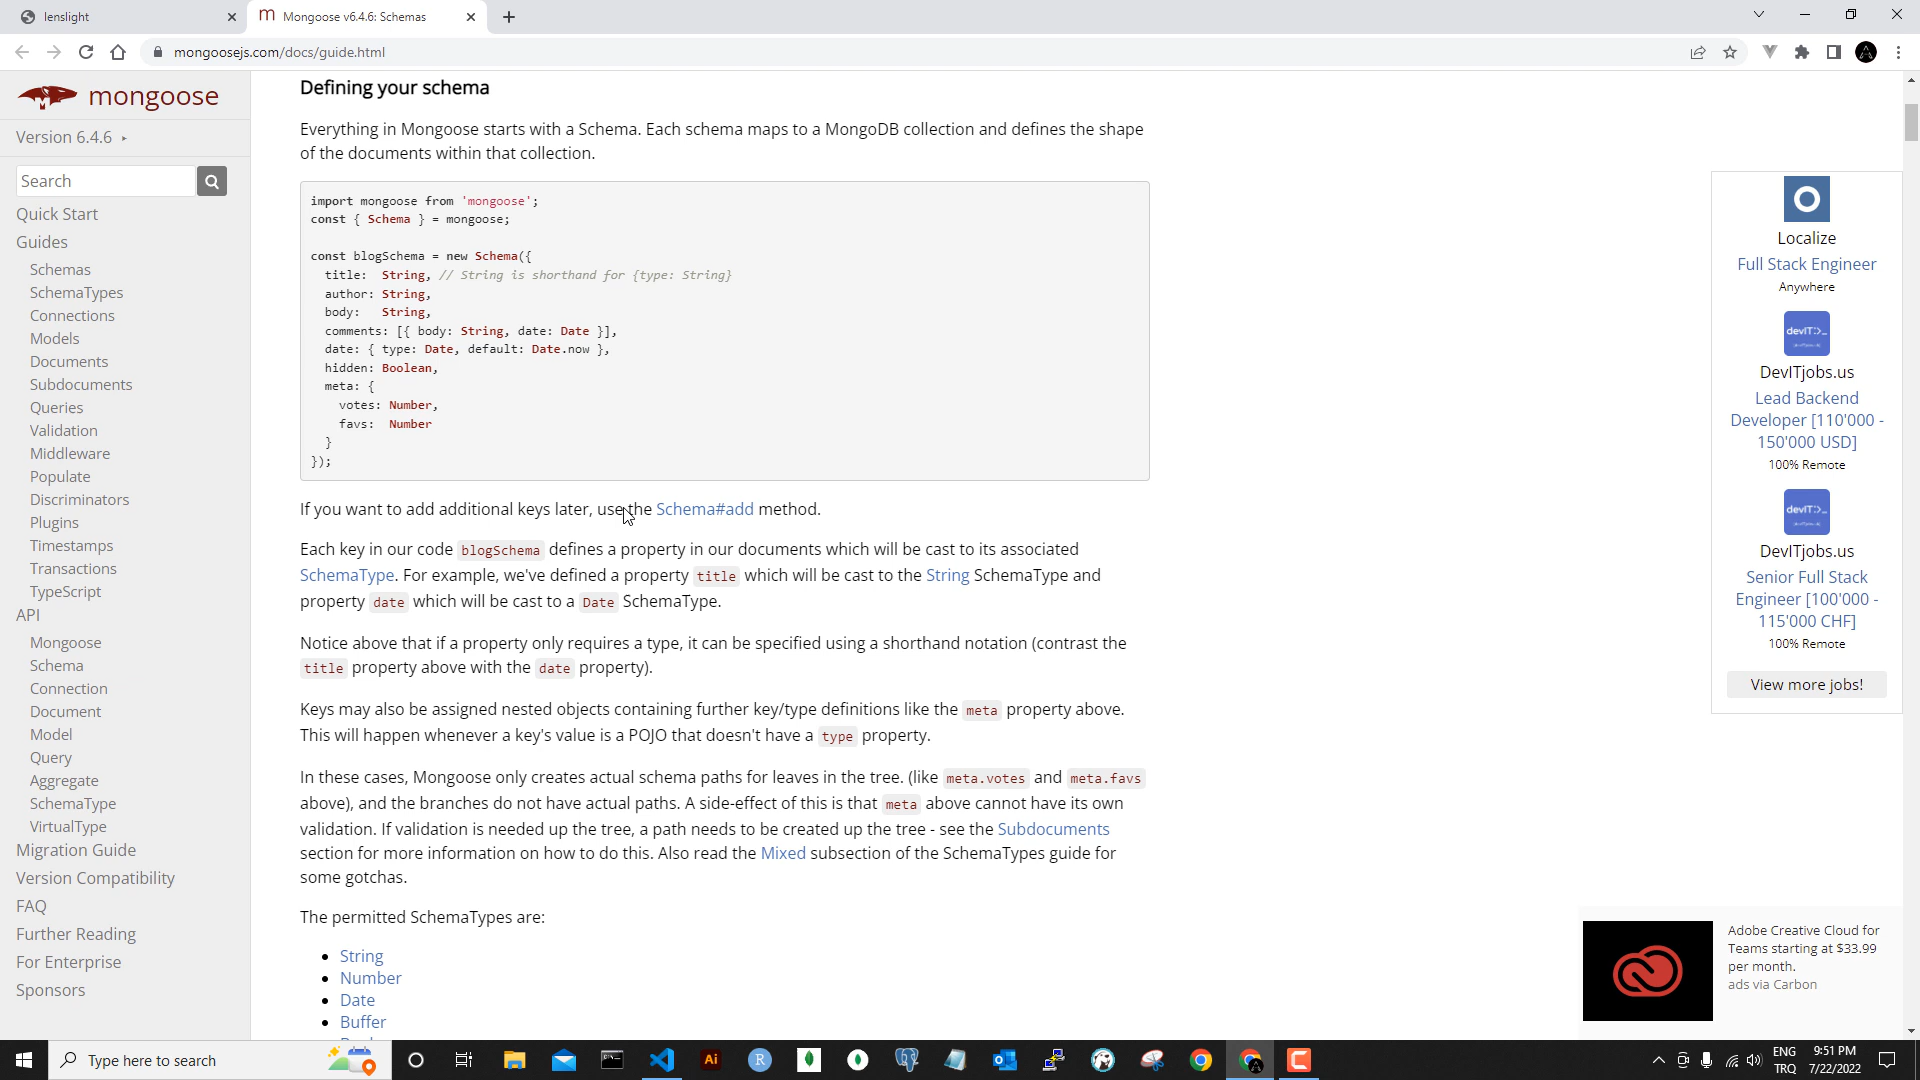 lenslight
Mongoose v6.4.6: Schemas
mongoosejs.com/docs/guide.html
mongoose
Version 6.4.6
Search
Quick Start
Guides
Schemas
SchemaTypes
Connections
Models
Documents
Subdocuments
Queries
Validation
Middleware
Populate
Discriminators
Plugins
Timestamps
Transactions
TypeScript
API
Mongoose
Schema
Connection
Document
Model
Query
Aggregate
SchemaType
VirtualType
Migration Guide
Version Compatibility
FAQ
Further Reading
For Enterprise
Sponsors
Defining your schema
Everything in Mongoose starts with a Schema. Each schema maps to a MongoDB collection and defines the shape
of the documents within that collection.
import mongoose from 'mongoose';
const { Schema } = mongoose;
const blogSchema = new Schema({
title: String, // String is shorthand for {type: String}
author: String,
body: String,
comments: [{ body: String, date: Date }],
date: { type: Date, default: Date.now },
hidden: Boolean,
meta: {
votes: Number,
favs: Number
}
});
If you want to add additional keys later, use the Schema#add method.
Each key in our code blogSchema defines a property in our documents which will be cast to its associated
SchemaType. For example, we've defined a property title which will be cast to the String SchemaType and
property date which will be cast to a Date SchemaType.
Notice above that if a property only requires a type, it can be specified using a shorthand notation (contrast the
title property above with the date property).
Keys may also be assigned nested objects containing further key/type definitions like the meta property above.
This will happen whenever a key's value is a POJO that doesn't have a type property.
In these cases, Mongoose only creates actual schema paths for leaves in the tree. (like meta.votes and meta.favs
above), and the branches do not have actual paths. A side-effect of this is that meta above cannot have its own
validation. If validation is needed up the tree, a path needs to be created up the tree - see the Subdocuments
section for more information on how to do this. Also read the Mixed subsection of the SchemaTypes guide for
some gotchas.
The permitted SchemaTypes are:
String
Number
Date
Buffer
Localize
Full Stack Engineer
Anywhere
devIT:>_
DevITjobs.us
Lead Backend
Developer [110'000 -
150'000 USD]
100% Remote
devIT:>_
DevITjobs.us
Senior Full Stack
Engineer [100'000 -
115'000 CHF]
100% Remote
View more jobs!
Adobe Creative Cloud for
Teams starting at $33.99
per month.
ads via Carbon
Type here to search
Ai
R
ENG
TRQ
9:51 PM
7/22/2022